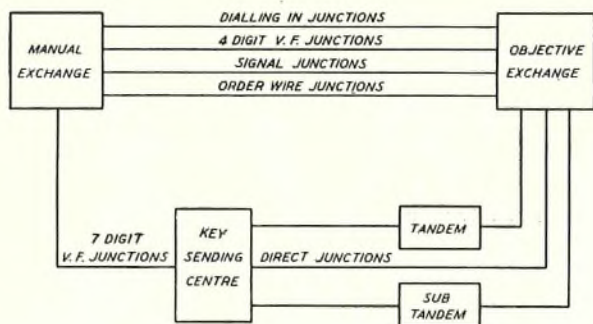 DIALLING IN JUNCTIONS
MANUAL
EXCHANGE
4 DIGIT V.F. JUNCTIONS
SIGNAL JUNCTIONS
ORDER WIRE JUNCTIONS
OBJECTIVE
EXCHANGE
7 DIGIT
V.F. JUNCTIONS
KEY
SENDING
CENTRE
TANDEM
DIRECT JUNCTIONS
SUB
TANDEM